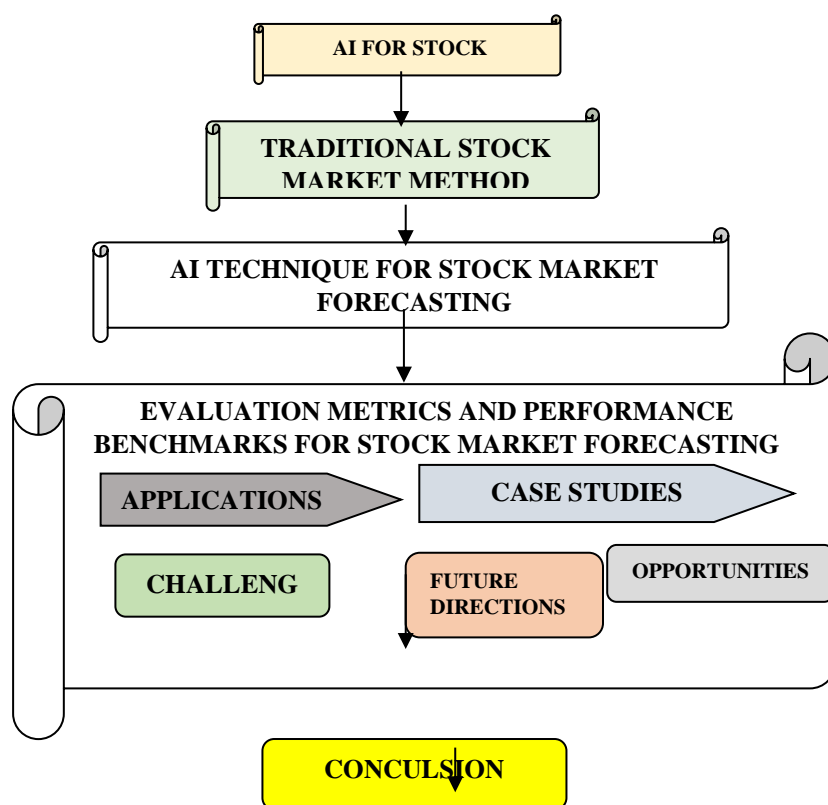 AI FOR STOCK
TRADITIONAL STOCK
MARKET METHOD
AI TECHNIQUE FOR STOCK MARKET
FORECASTING
EVALUATION METRICS AND PERFORMANCE
BENCHMARKS FOR STOCK MARKET FORECASTING
APPLICATIONS
CASE STUDIES
CHALLENG
FUTURE
DIRECTIONS
OPPORTUNITIES
CONCULSION